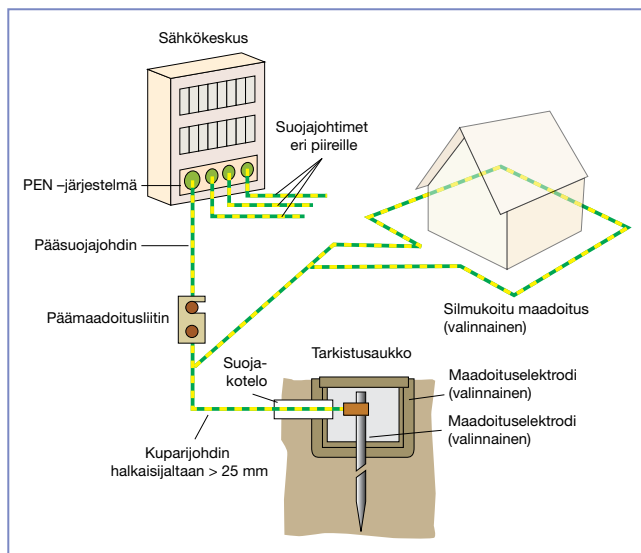 Sähkökeskus
Suojajohtimet
eri piireille
PEN –järjestelmä
Pääsuojajohdin
Päämaadoitusliitin
Silmukoitu maadoitus
(valinnainen)
Suoja-
kotelo
Tarkistusaukko
Maadoituselektrodi
(valinnainen)
Maadoituselektrodi
(valinnainen)
Kuparijohdin
halkaisijaltaan > 25 mm